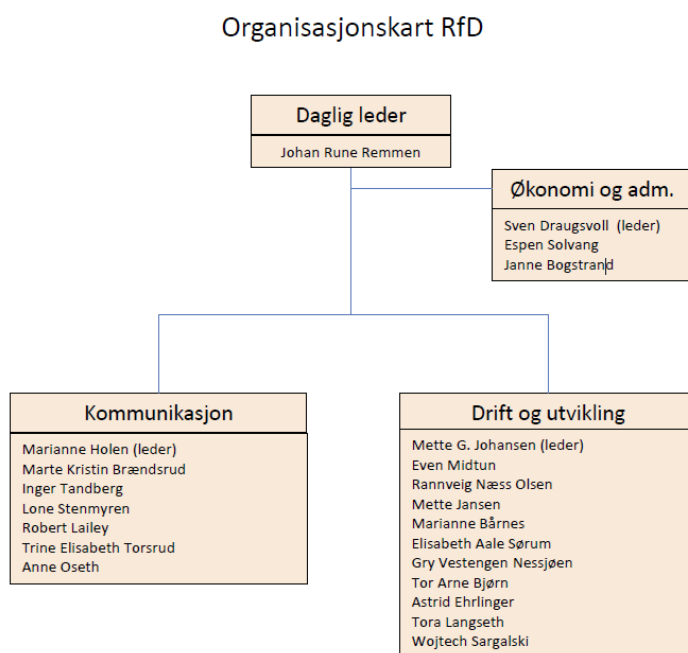 Organisasjonskart RfD
Daglig leder
Johan Rune Remmen
Økonomi og adm.
Sven Draugsvoll (leder)
Espen Solvang
Janne Bogstrand
Kommunikasjon
Marianne Holen (leder)
Marte Kristin Brændsrud
Inger Tandberg
Lone Stenmyren
Robert Lailey
Trine Elisabeth Torsrud
Anne Oseth
Drift og utvikling
Mette G. Johansen (leder)
Even Midtun
Rannveig Næss Olsen
Mette Jansen
Marianne Bårnes
Elisabeth Aale Sørum
Gry Vestengen Nessjøen
Tor Arne Bjørn
Astrid Ehrlinger
Tora Langseth
Wojtech Sargalski